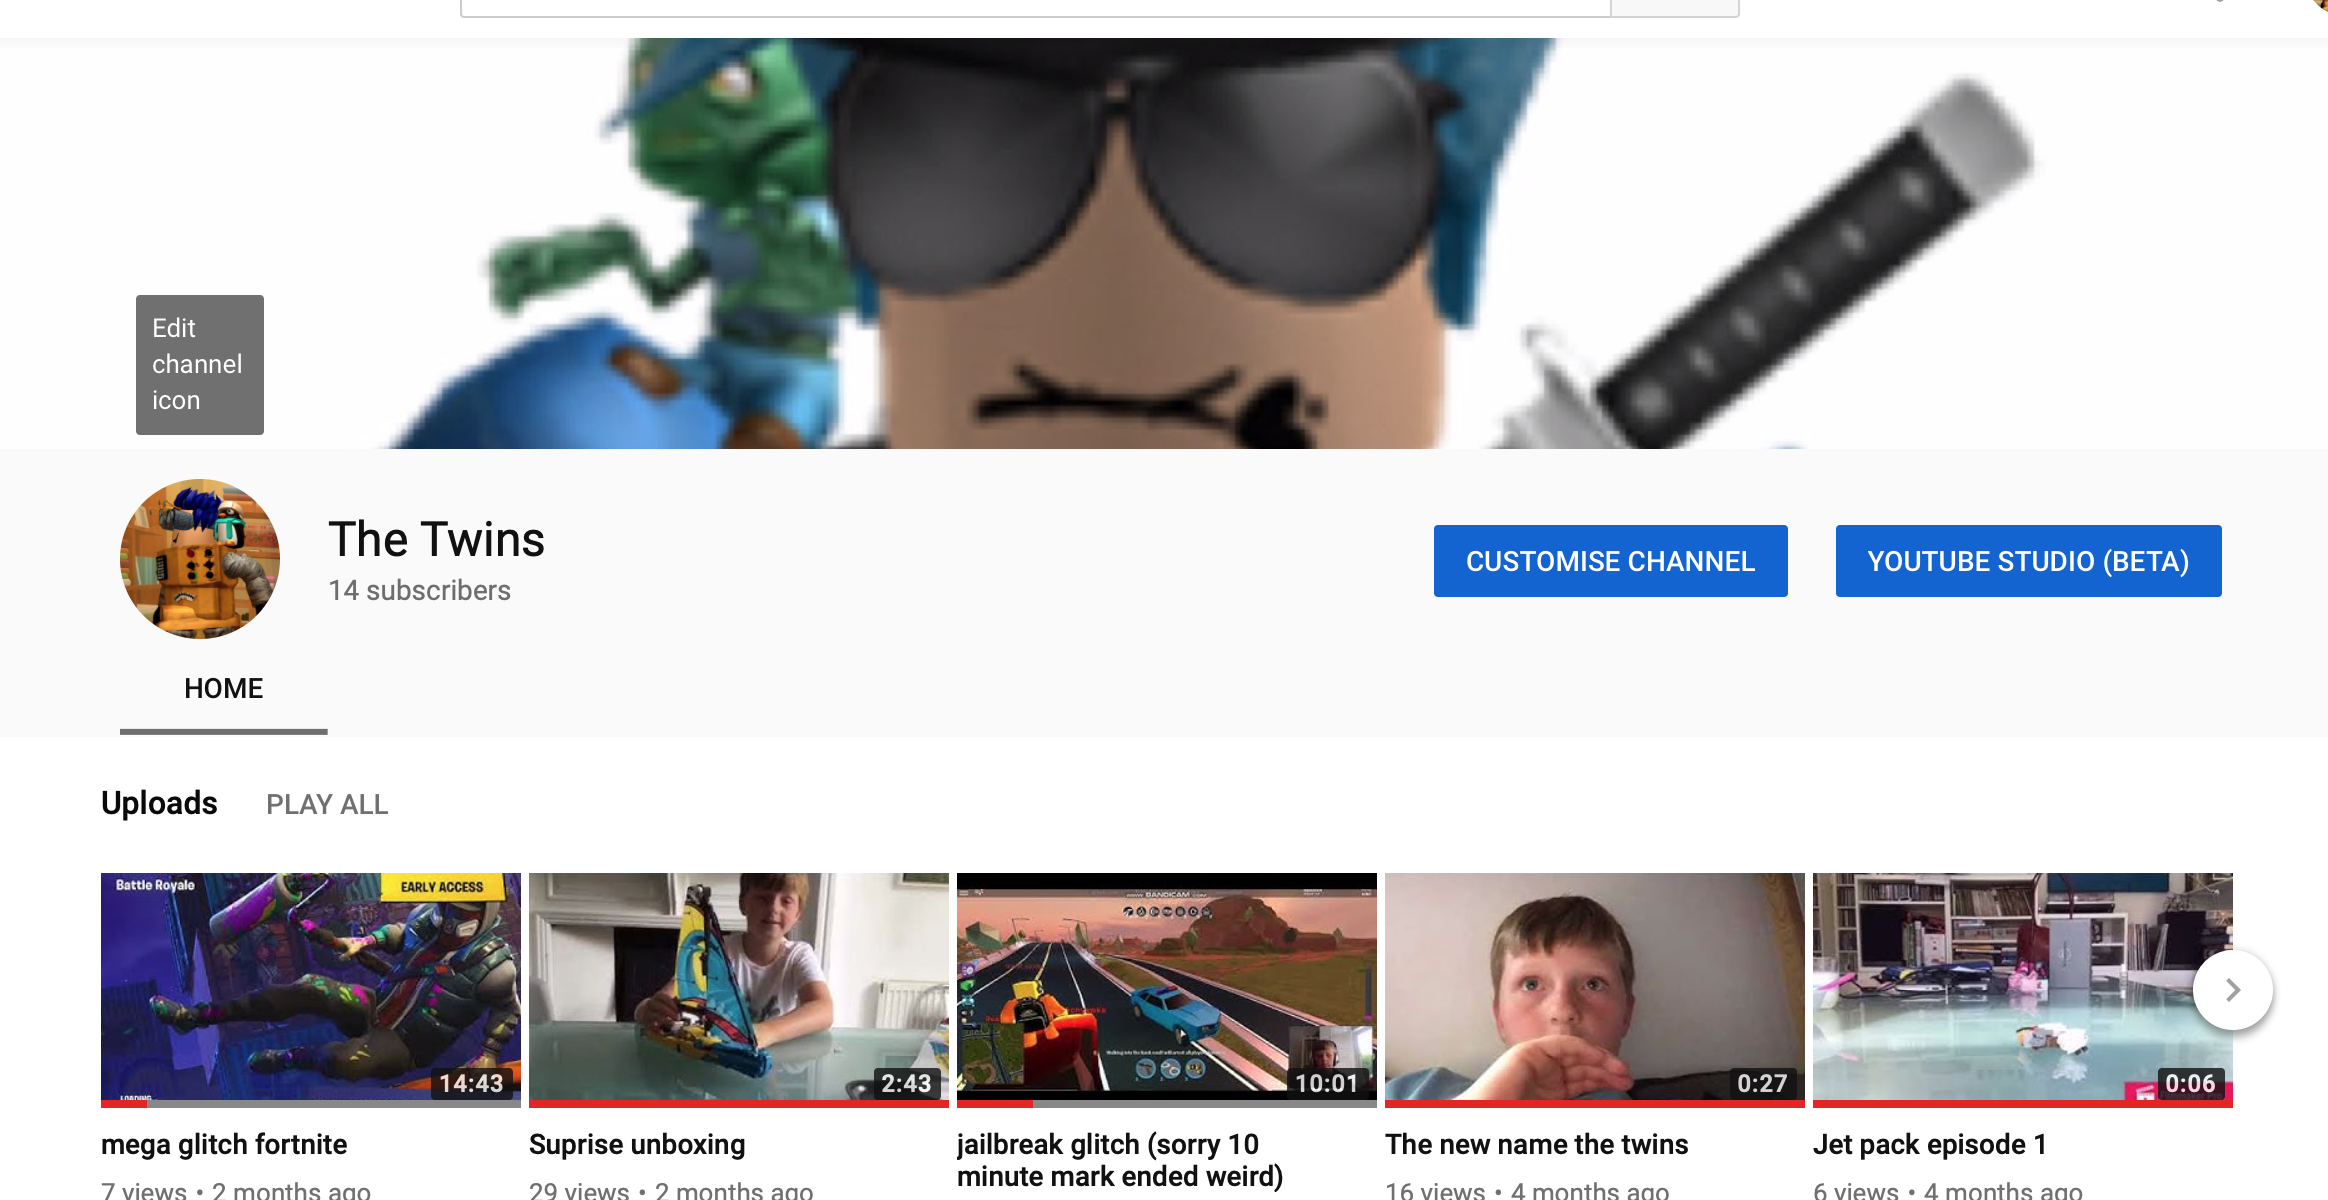 Edit
channel
icon
The Twins
14 subscribers
CUSTOMISE CHANNEL
YOUTUBE STUDIO (BETA)
HOME
Uploads
PLAY ALL
Battle Royale
EARLY ACCESS
LOADING
14:43
2:43
BANDICAM
10:01
0:27
0:06
mega glitch fortnite
7 views • 2 months ago
Suprise unboxing
29 views • 2 months ago
jailbreak glitch (sorry 10
minute mark ended weird)
The new name the twins
16 views • 4 months ago
Jet pack episode 1
6 views • 4 months ago